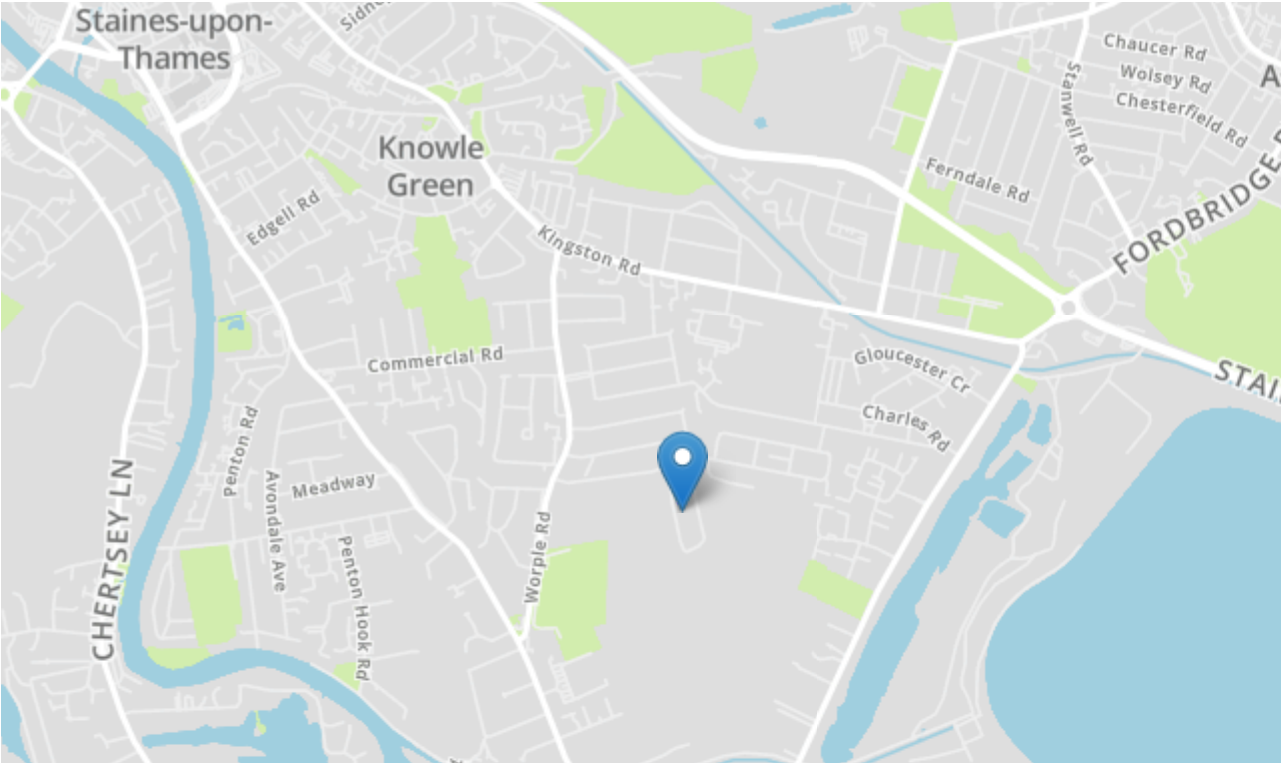 Staines-upon-
Thames
Sidne
Chaucer Rd
Wolsey Rd
Chesterfield Rd
Stanwell Rd
A
Knowle
Green
Ferndale Rd
Edgell Rd
FORDBRIDGE
Kingston Rd
Commercial Rd
Gloucester Cr
STAI
Charles Rd
Penton Rd
Meadway
Avondale Ave
CHERTSEY LN
Worple Rd
Penton Hook Rd